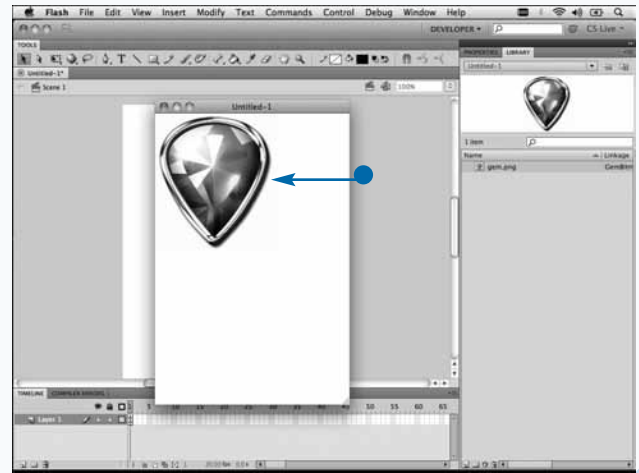 Flash File Edit View Insert Modify Text Commands Control Debug Window Help
DEVELOPER
CS Live
TOOLS
T
Untitled-1*
Scene 1
100%
Untitled-1
PROPERTIES LIBRARY
Untitled-1
1 item
Name Linkage
gem.png GemBitm
TIMELINE COMPILER ERRORS
5 10 15 20 25 30 35 40 45 50 55 60 65
Layer 1